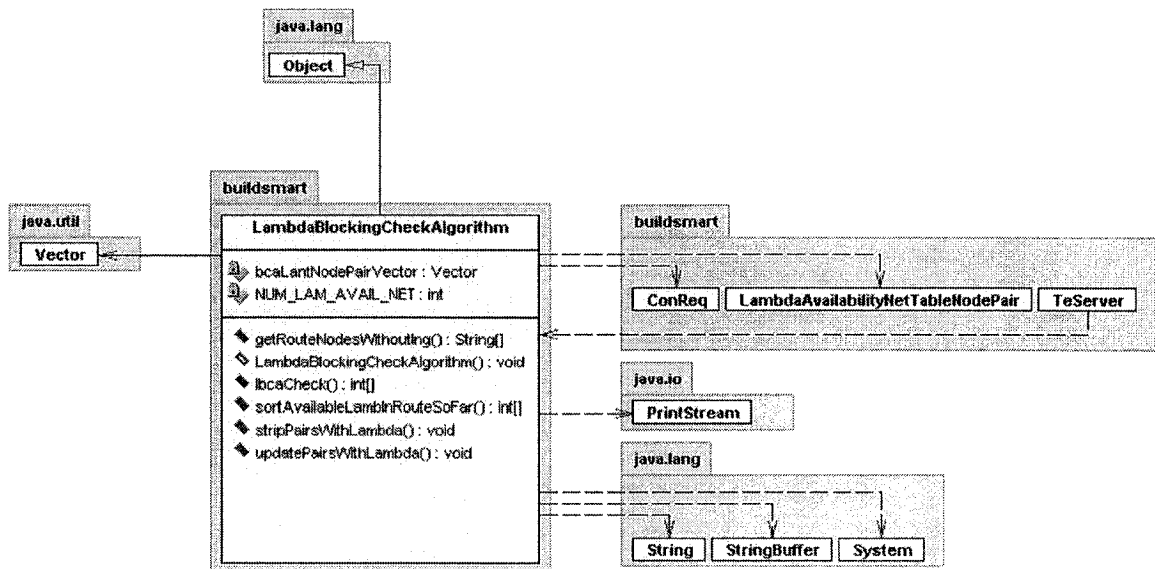 java.lang
Object
buildsmart
java.util
Vector
LambdaBlockingCheckAlgorithm
bcaLantNodePairVector : Vector
NUM_LAM_AVAIL_NET : int
getRouteNodesWithouting() : String[]
LambdaBlockingCheckAlgorithm() : void
lbcaCheck() : int[]
sortAvailableLambInRouteSoFar() : int[]
stripPairsWithLambda() : void
updatePairsWithLambda() : void
buildsmart
ConReq LambdaAvailabilityNetTableNodePair TeServer
java.io
PrintStream
java.lang
String StringBuffer System